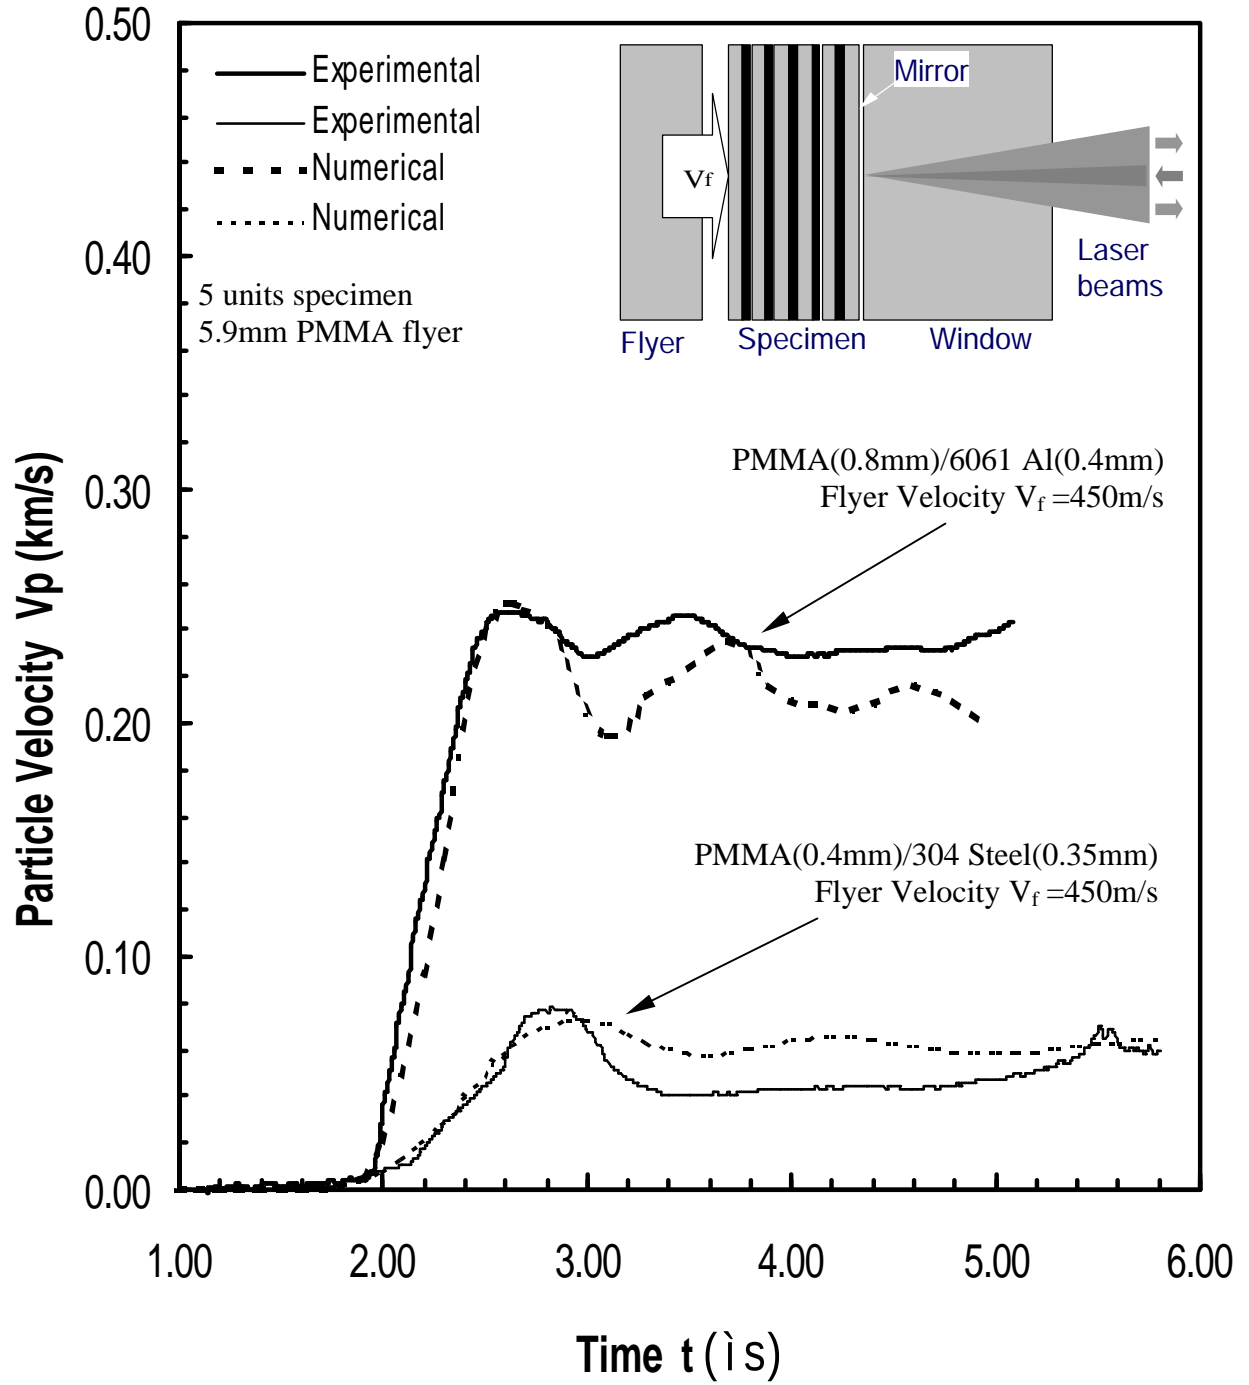 0.50
0.40
0.30
0.20
0.10
0.00
Particle Velocity Vp (km/s)
Experimental
Experimental
Numerical
Numerical
5 units specimen
5.9mm PMMA flyer
Mirror
Vf
Laser
beams
Flyer
Specimen
Window
PMMA(0.8mm)/6061 Al(0.4mm)
Flyer Velocity Vf =450m/s
PMMA(0.4mm)/304 Steel(0.35mm)
Flyer Velocity Vf =450m/s
1.00 2.00 3.00 4.00 5.00 6.00
Time t (ìs)